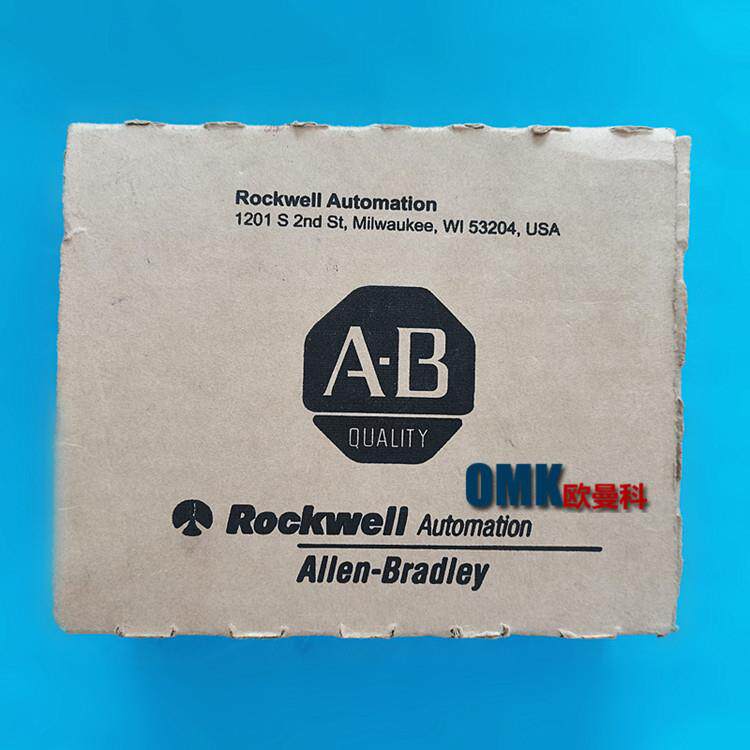 Rockwell Automation
1201 S 2nd St, Milwaukee, WI 53204, USA
A-B
QUALITY
OMK欧曼科
Rockwell Automation
Allen-Bradley